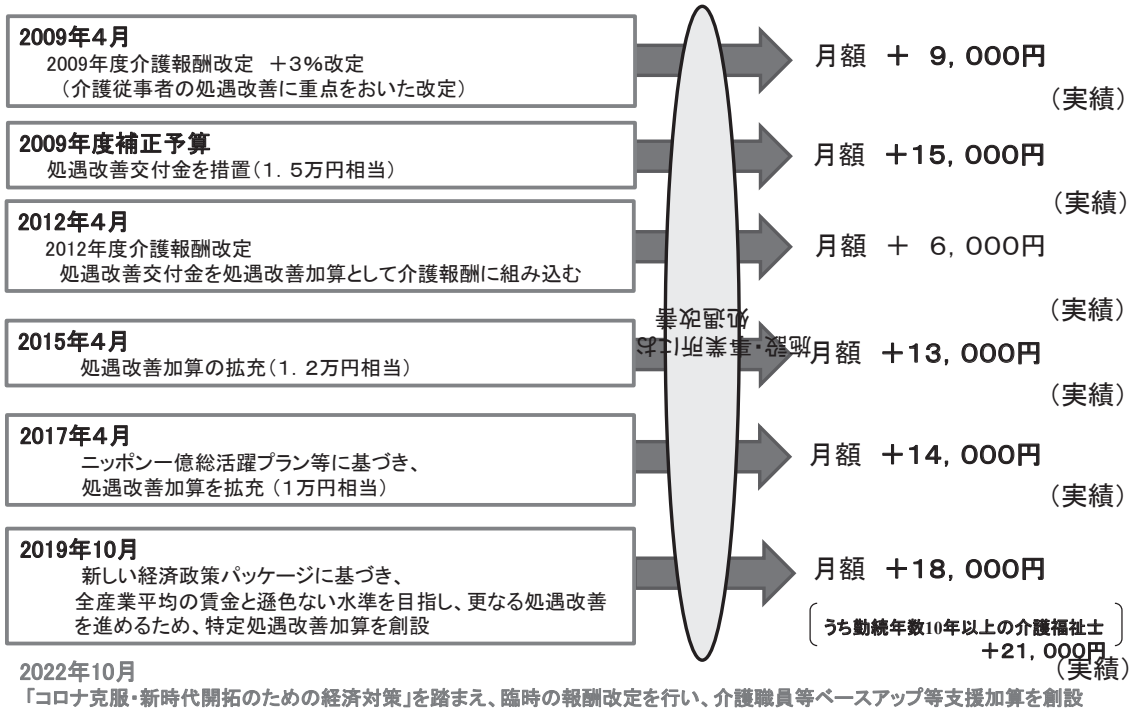 2009年4月
2009年度介護報酬改定 +3%改定
(介護従事者の処遇改善に重点をおいた改定)
月額 + 9,000円
(実績)
2009年度補正予算
処遇改善交付金を措置(1.5万円相当)
月額 +15,000円
(実績)
2012年4月
2012年度介護報酬改定
処遇改善交付金を処遇改善加算として介護報酬に組み込む
月額 + 6,000円
(実績)
施設・事業所にお
処遇改善
2015年4月
処遇改善加算の拡充(1.2万円相当)
月額 +13,000円
(実績)
2017年4月
ニッポン一億総活躍プラン等に基づき、
処遇改善加算を拡充(1万円相当)
月額 +14,000円
(実績)
2019年10月
新しい経済政策パッケージに基づき、
全産業平均の賃金と遜色ない水準を目指し、更なる処遇改善
を進めるため、特定処遇改善加算を創設
月額 +18,000円
うち勤続年数10年以上の介護福祉士
+21,000円
(実績)
2022年10月
「コロナ克服・新時代開拓のための経済対策」を踏まえ、臨時の報酬改定を行い、介護職員等ベースアップ等支援加算を創設